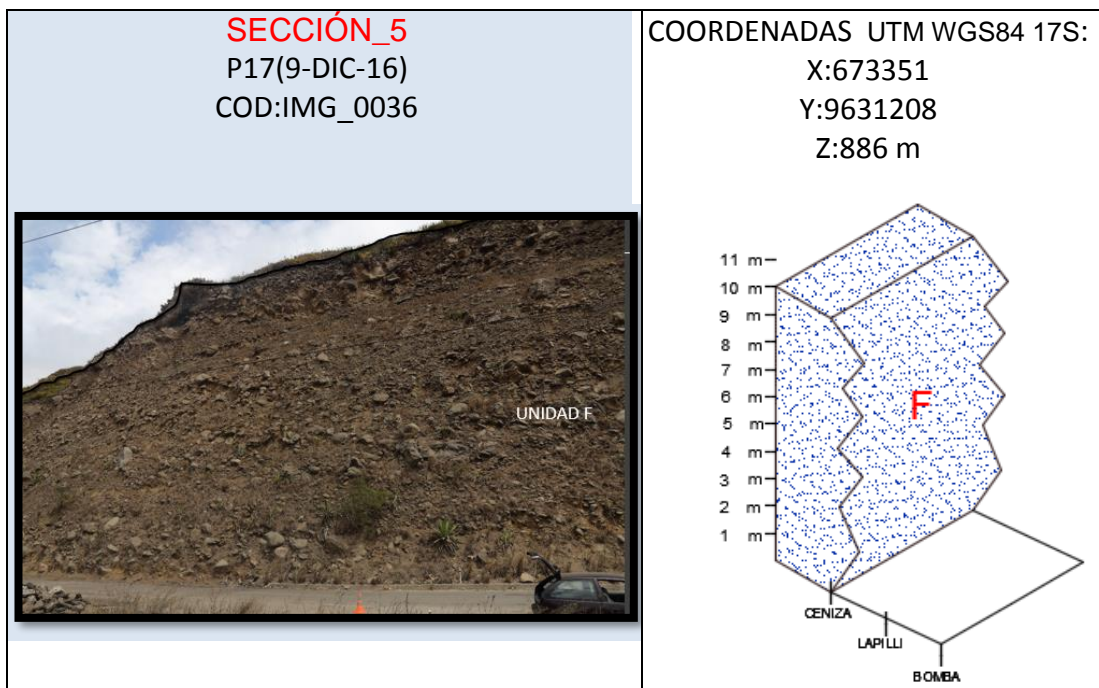 SECCIÓN_5
P17(9-DIC-16)
COD:IMG_0036
COORDENADAS UTM WGS84 17S:
X:673351
Y:9631208
Z:886 m
UNIDAD F
11 m
10 m
9 m
8 m
7 m
6 m
5 m
4 m
3 m
2 m
1 m
F
CENIZA
LAPILLI
BOMBA